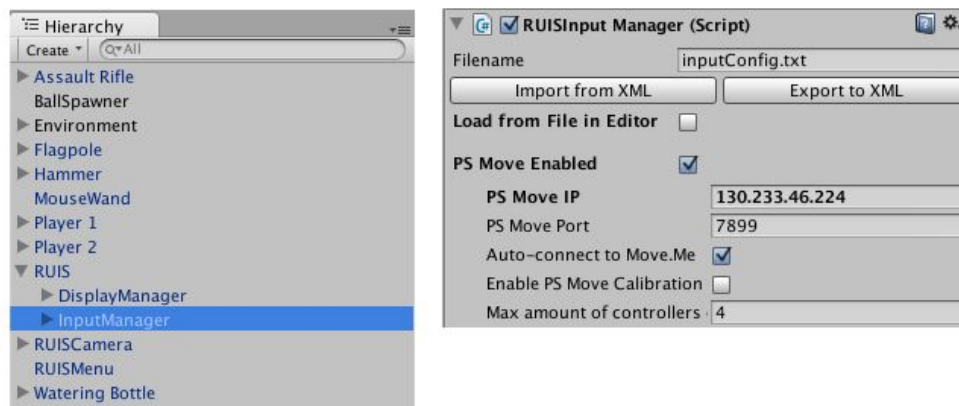 Hierarchy
Create
All
Assault Rifle
BallSpawner
Environment
Flagpole
Hammer
MouseWand
Player 1
Player 2
RUIS
DisplayManager
InputManager
RUISCamera
RUISMenu
Watering Bottle
RUISInput Manager (Script)
Filename inputConfig.txt
Import from XML Export to XML
Load from File in Editor
PS Move Enabled
PS Move IP 130.233.46.224
PS Move Port 7899
Auto-connect to Move.Me
Enable PS Move Calibration
Max amount of controllers 4